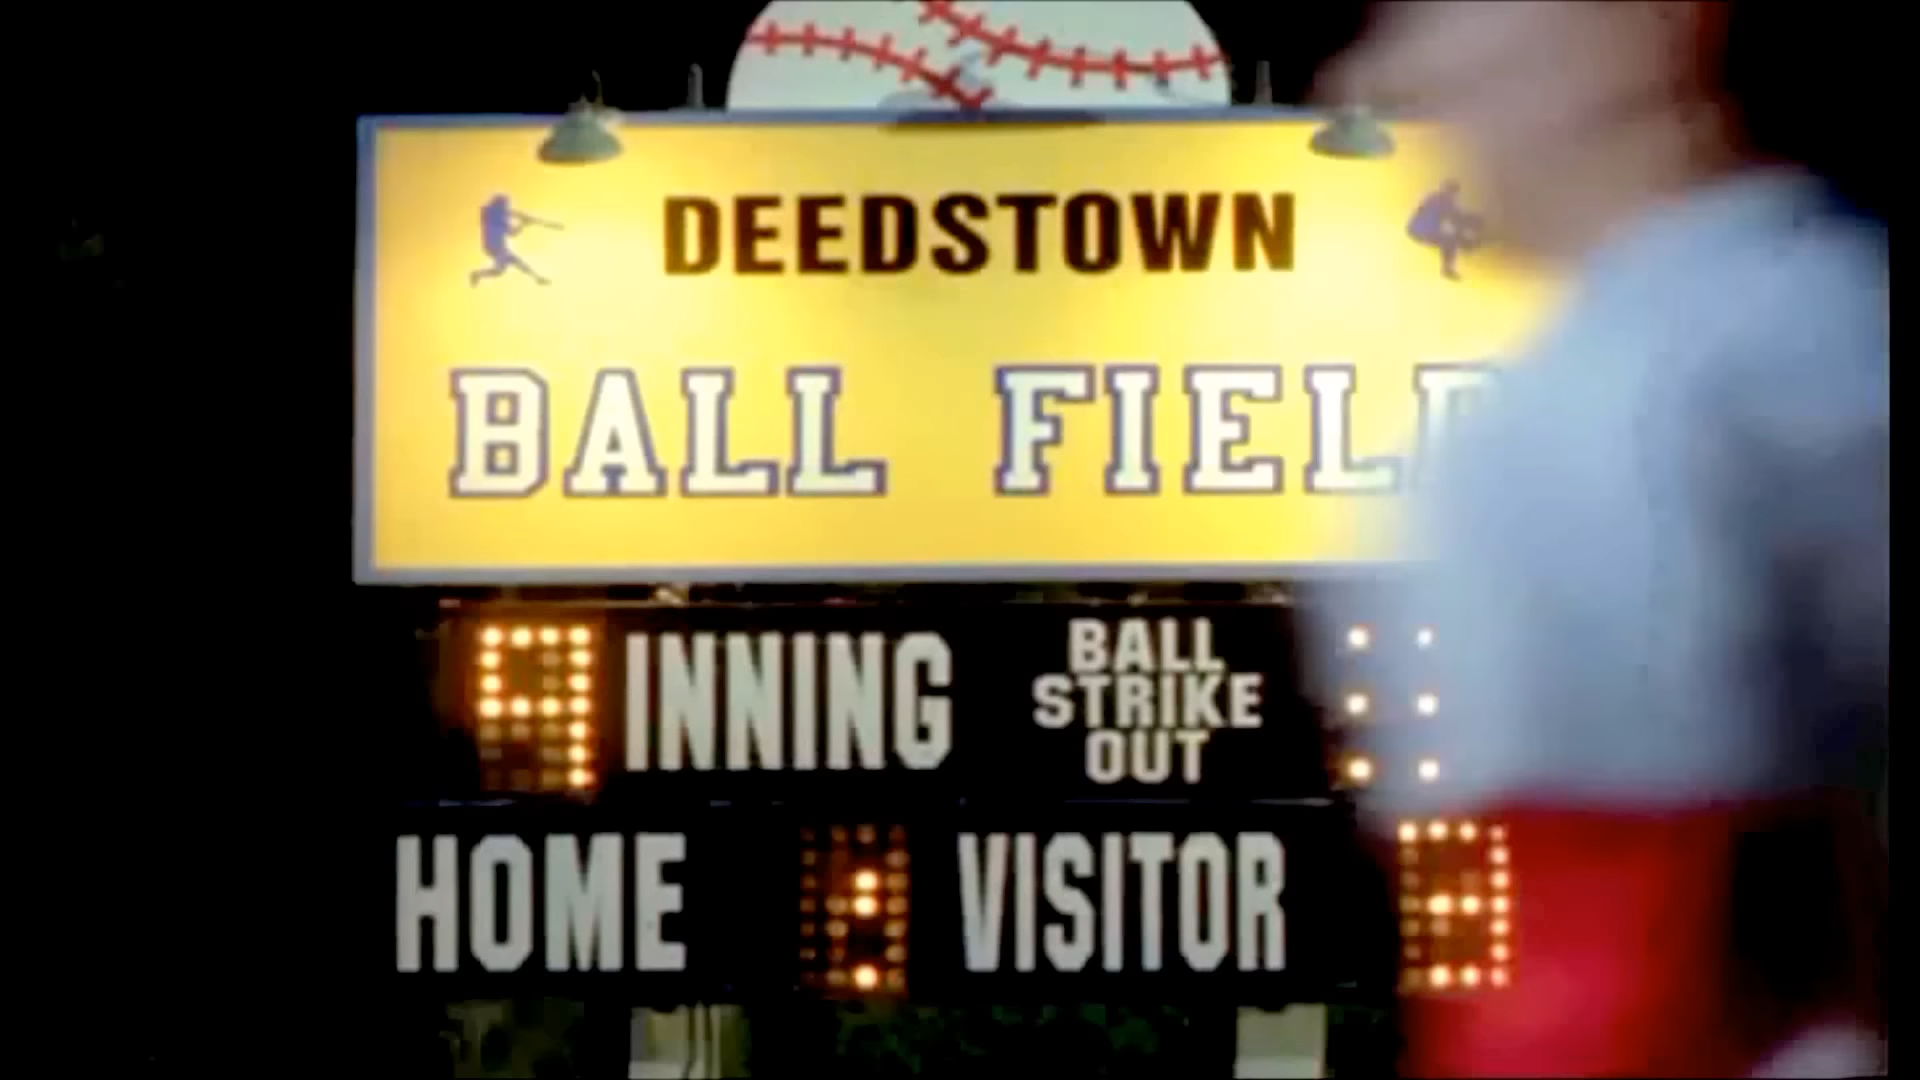 DEEDSTOWN
BALL FIEL
9 INNING
BALL
STRIKE
OUT
HOME VISITOR